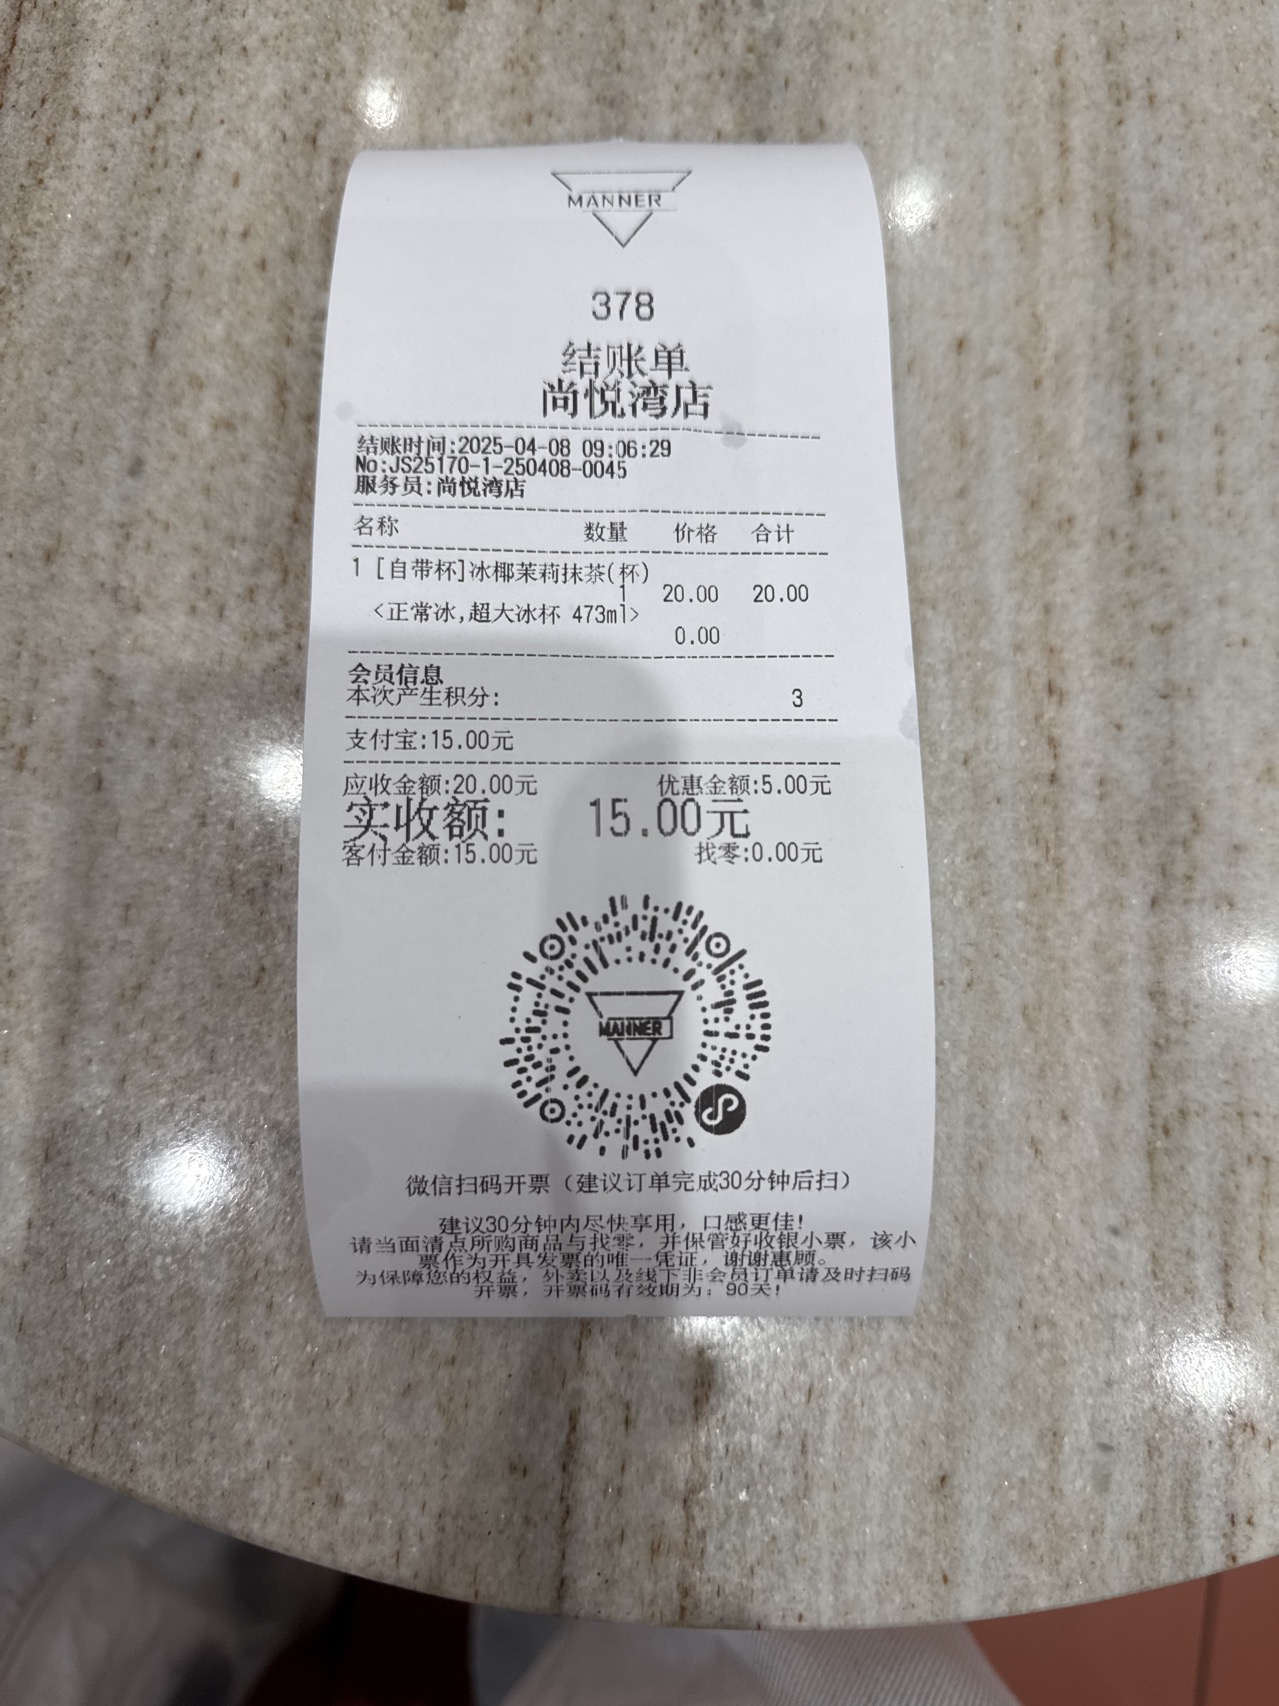 MANNER
378
结账单
尚悦湾店
结账时间:2025-04-08 09:06:29
No:JS25170-1-250408-0045
服务员:尚悦湾店
名称 数量 价格 合计
1 [自带杯]冰椰茉莉抹茶(杯)
1 20.00 20.00
<正常冰,超大冰杯 473ml>
0.00
会员信息
本次产生积分: 3
支付宝:15.00元
应收金额:20.00元 优惠金额:5.00元
实收额: 15.00元
客付金额:15.00元 找零:0.00元
MANNER
微信扫码开票（建议订单完成30分钟后扫）
建议30分钟内尽快享用，口感更佳!
请当面清点所购商品与找零，并保管好收银小票，该小
票作为开具发票的唯一凭证，谢谢惠顾。
为保障您的权益，外卖以及线下非会员订单请及时扫码
开票，开票码有效期为：90天!